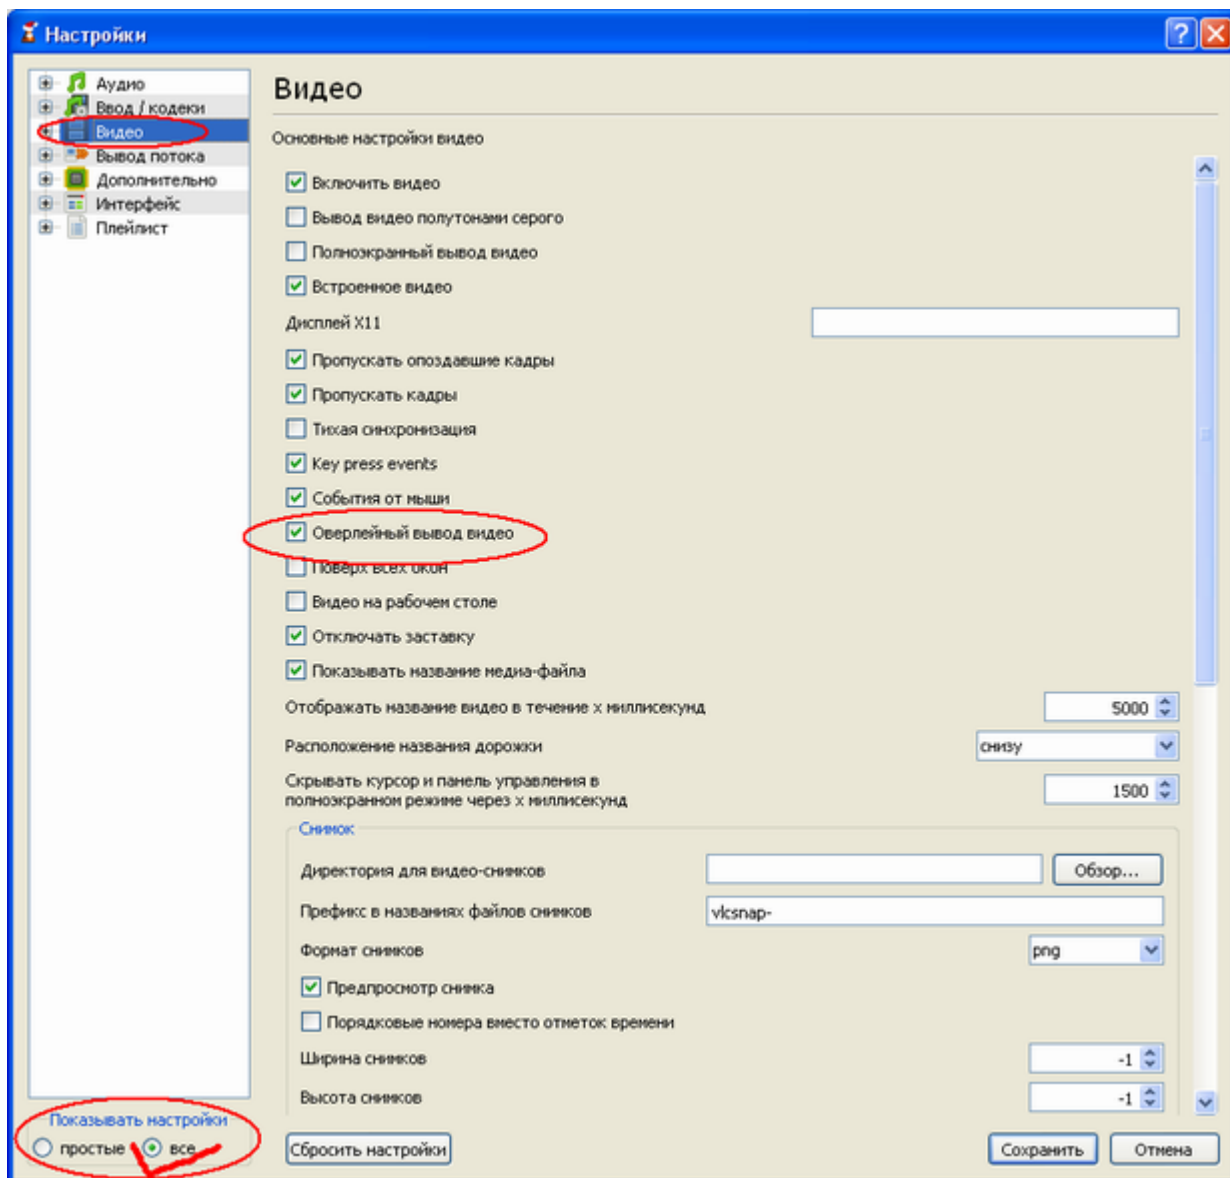 Настройки
Аудио
Ввод / кодеки
Видео
Вывод потока
Дополнительно
Интерфейс
Плейлист
Видео
Основные настройки видео
Включить видео
Вывод видео полутонами серого
Полноэкранный вывод видео
Встроенное видео
Дисплей X11
Пропускать опоздавшие кадры
Пропускать кадры
Тихая синхронизация
Key press events
События от мыши
Оверлейный вывод видео
Поверх всех окон
Видео на рабочем столе
Отключать заставку
Показывать название медиа-файла
Отображать название видео в течение х миллисекунд 5000
Расположение названия дорожки снизу
Скрывать курсор и панель управления в
полноэкранном режиме через х миллисекунд 1500
Снимок
Директория для видео-снимков Обзор...
Префикс в названиях файлов снимков vlcsnap-
Формат снимков png
Предпросмотр снимка
Порядковые номера вместо отметок времени
Ширина снимков -1
Высота снимков -1
Показывать настройки
простые все
Сбросить настройки Сохранить Отмена